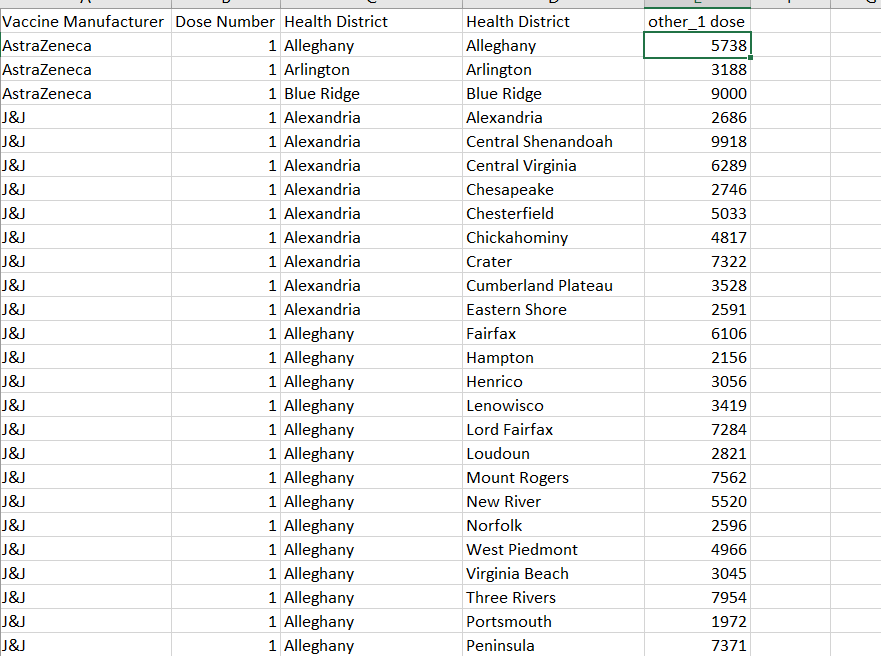 Vaccine Manufacturer Dose Number Health District Health District other_1 dose
AstraZeneca 1 Alleghany Alleghany 5738
AstraZeneca 1 Arlington Arlington 3188
AstraZeneca 1 Blue Ridge Blue Ridge 9000
J&J 1 Alexandria Alexandria 2686
J&J 1 Alexandria Central Shenandoah 9918
J&J 1 Alexandria Central Virginia 6289
J&J 1 Alexandria Chesapeake 2746
J&J 1 Alexandria Chesterfield 5033
J&J 1 Alexandria Chickahominy 4817
J&J 1 Alexandria Crater 7322
J&J 1 Alexandria Cumberland Plateau 3528
J&J 1 Alexandria Eastern Shore 2591
J&J 1 Alleghany Fairfax 6106
J&J 1 Alleghany Hampton 2156
J&J 1 Alleghany Henrico 3056
J&J 1 Alleghany Lenowisco 3419
J&J 1 Alleghany Lord Fairfax 7284
J&J 1 Alleghany Loudoun 2821
J&J 1 Alleghany Mount Rogers 7562
J&J 1 Alleghany New River 5520
J&J 1 Alleghany Norfolk 2596
J&J 1 Alleghany West Piedmont 4966
J&J 1 Alleghany Virginia Beach 3045
J&J 1 Alleghany Three Rivers 7954
J&J 1 Alleghany Portsmouth 1972
J&J 1 Alleghany Peninsula 7371